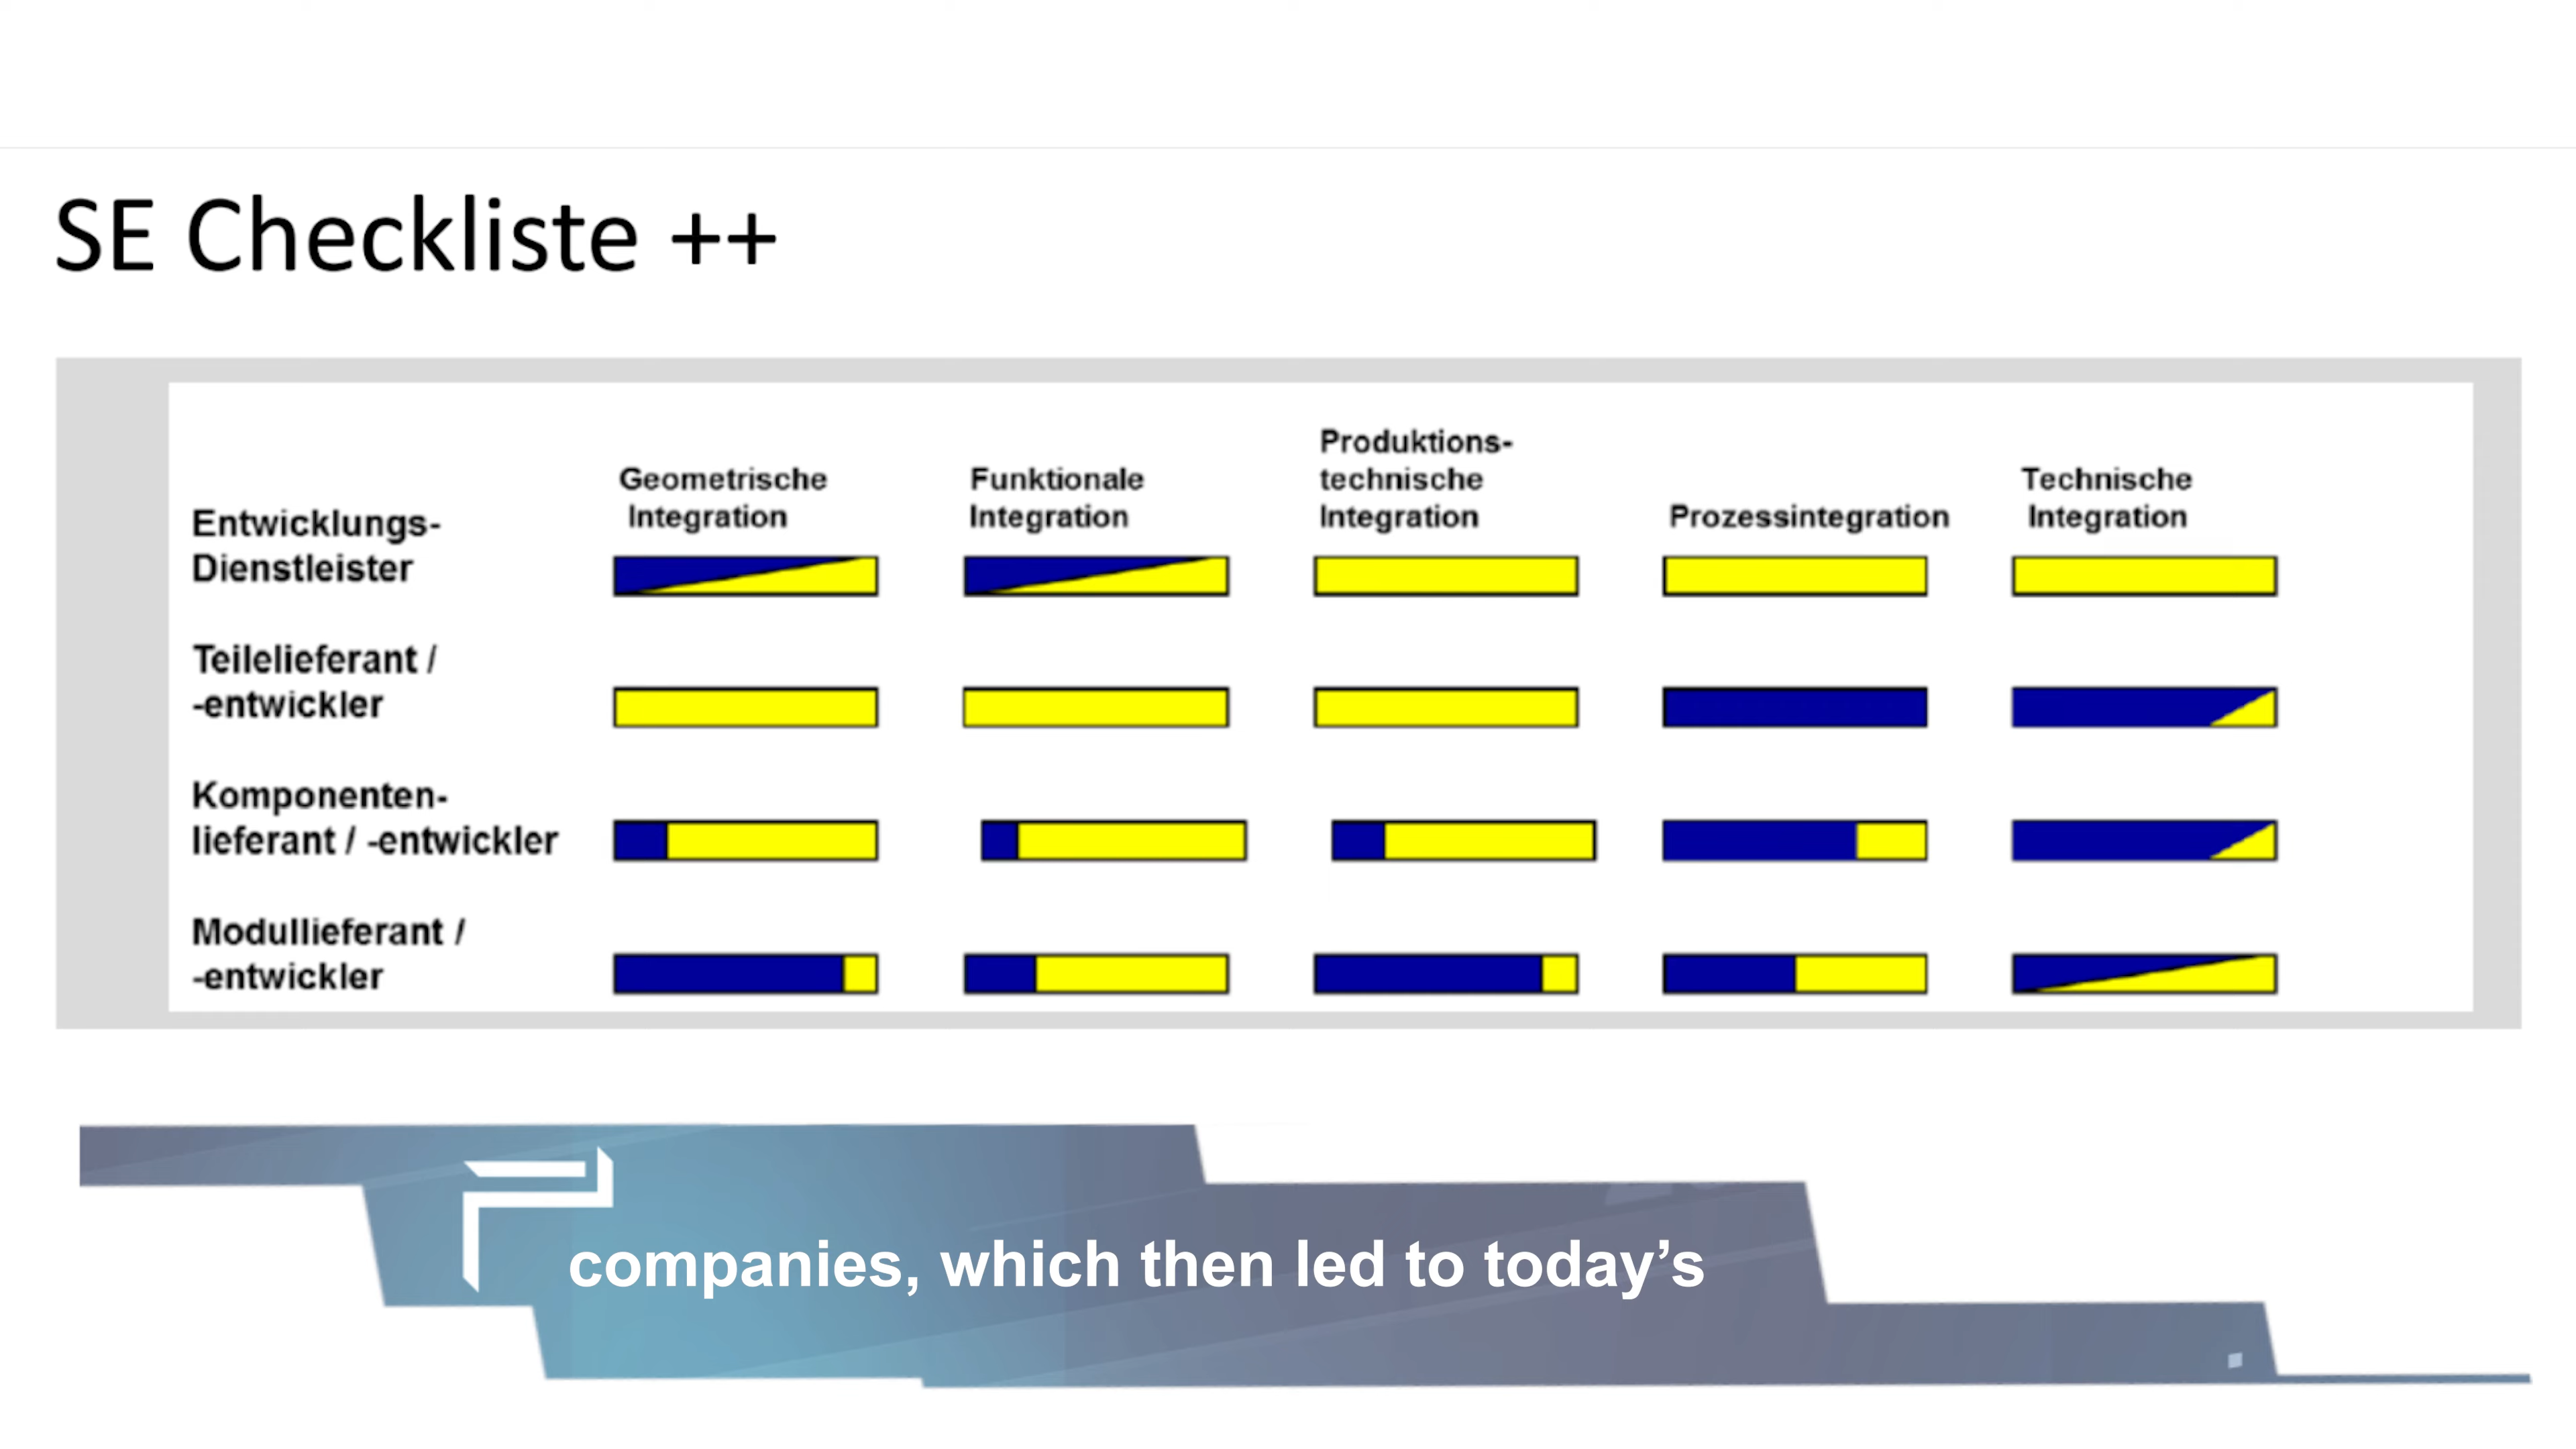 SE Checkliste ++
Produktions-
Geometrische Funktionale technische Technische
Entwicklungs- Integration Integration Integration Prozessintegration Integration
Dienstleister
Teilelieferant /
-entwickler
Komponenten-
lieferant / -entwickler
Modullieferant /
-entwickler
companies, which then led to today’s